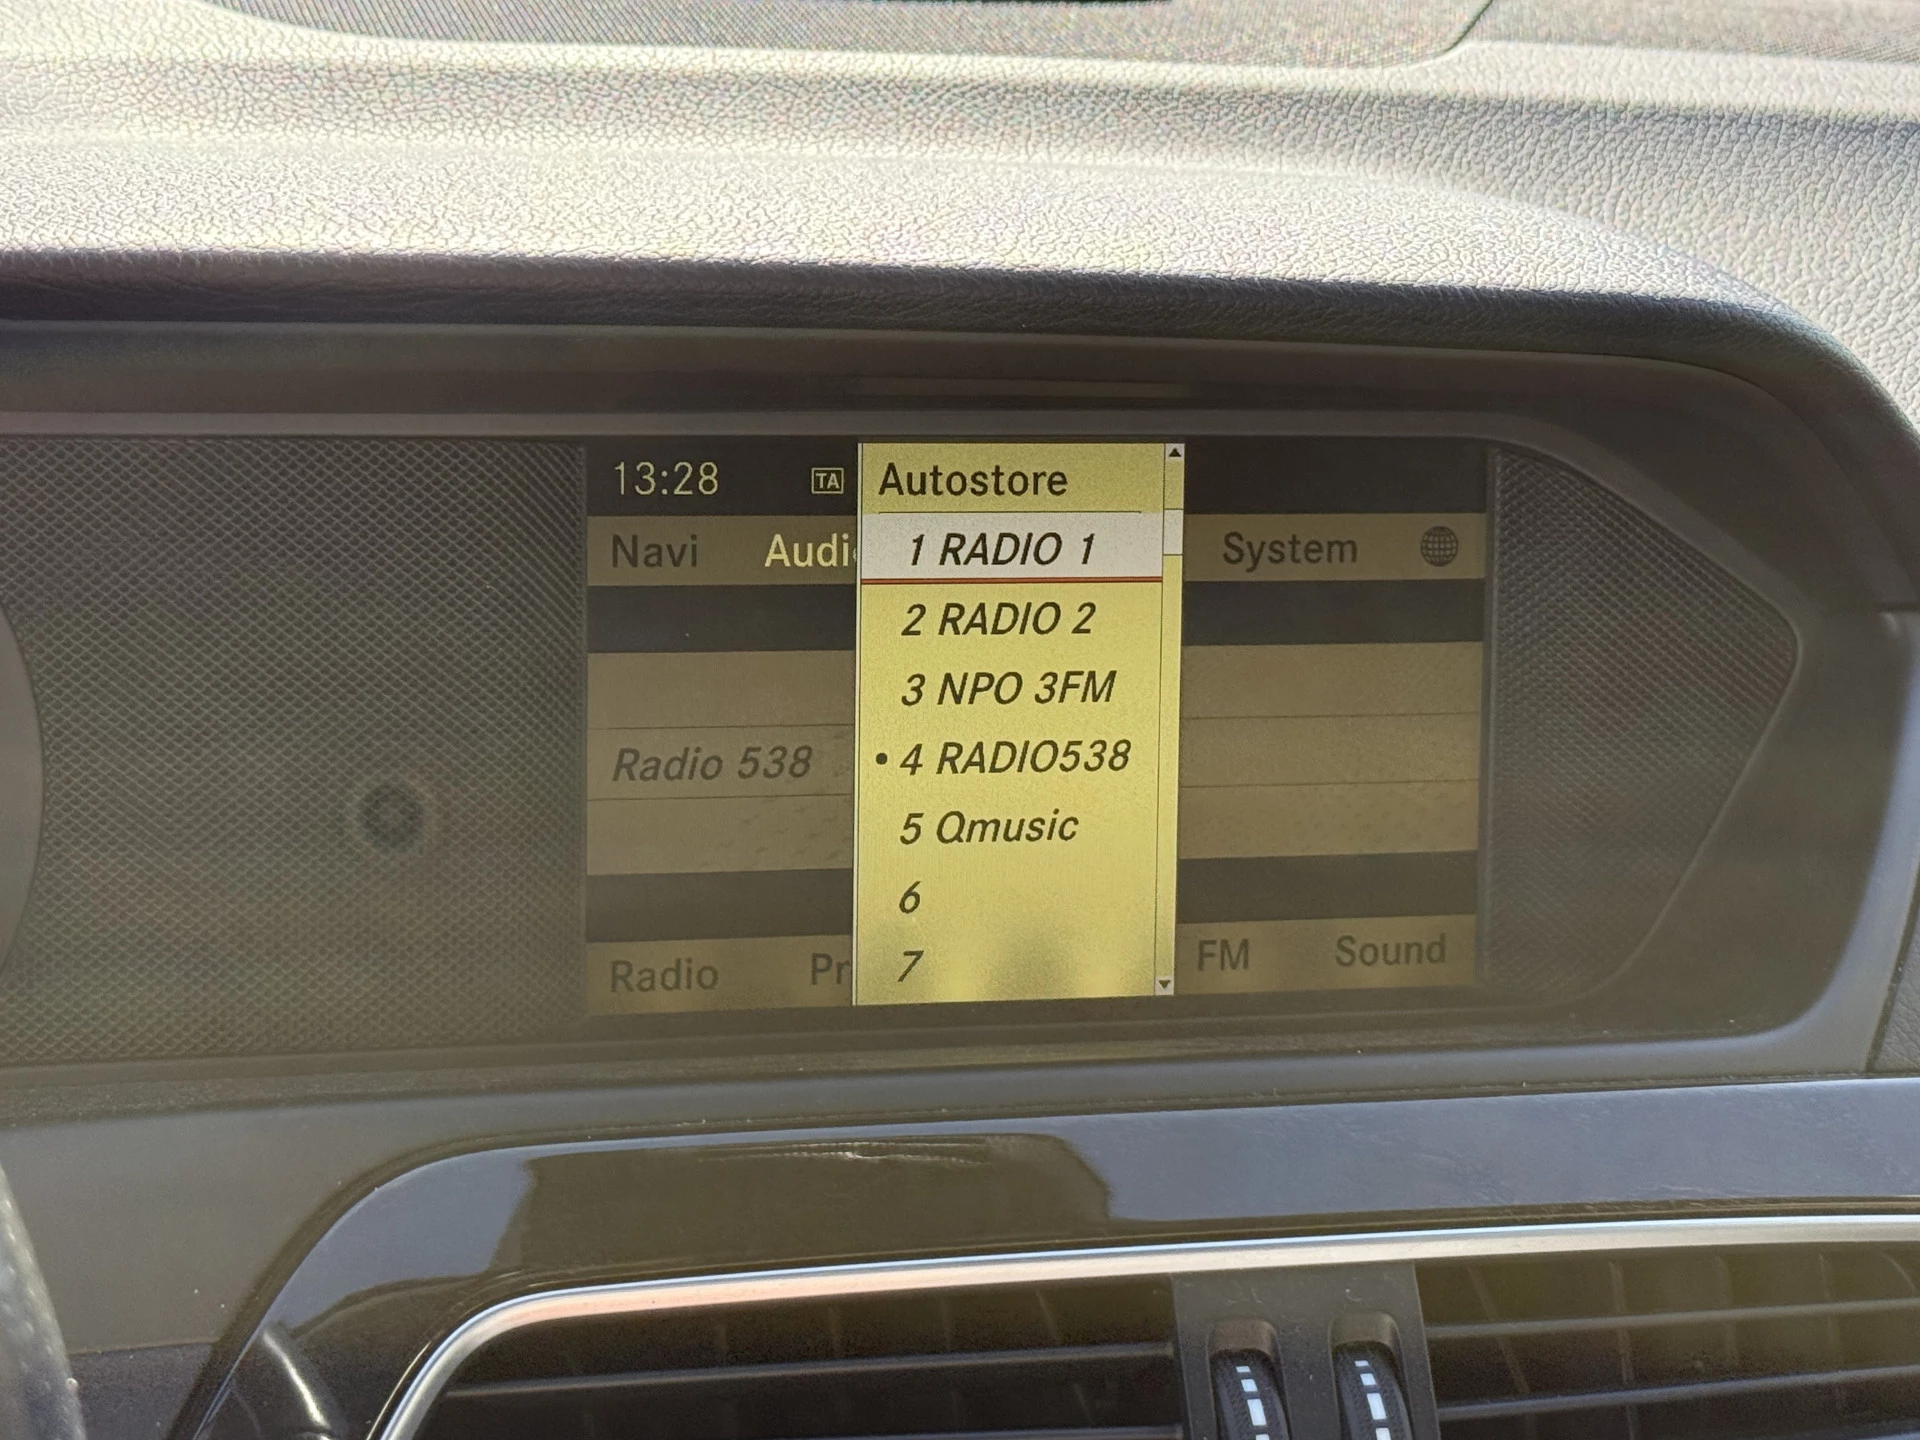 13:28 TA
Navi Audi System
Radio 538
Radio Pr FM Sound
Autostore
1 RADIO 1
2 RADIO 2
3 NPO 3FM
• 4 RADIO538
5 Qmusic
6
7